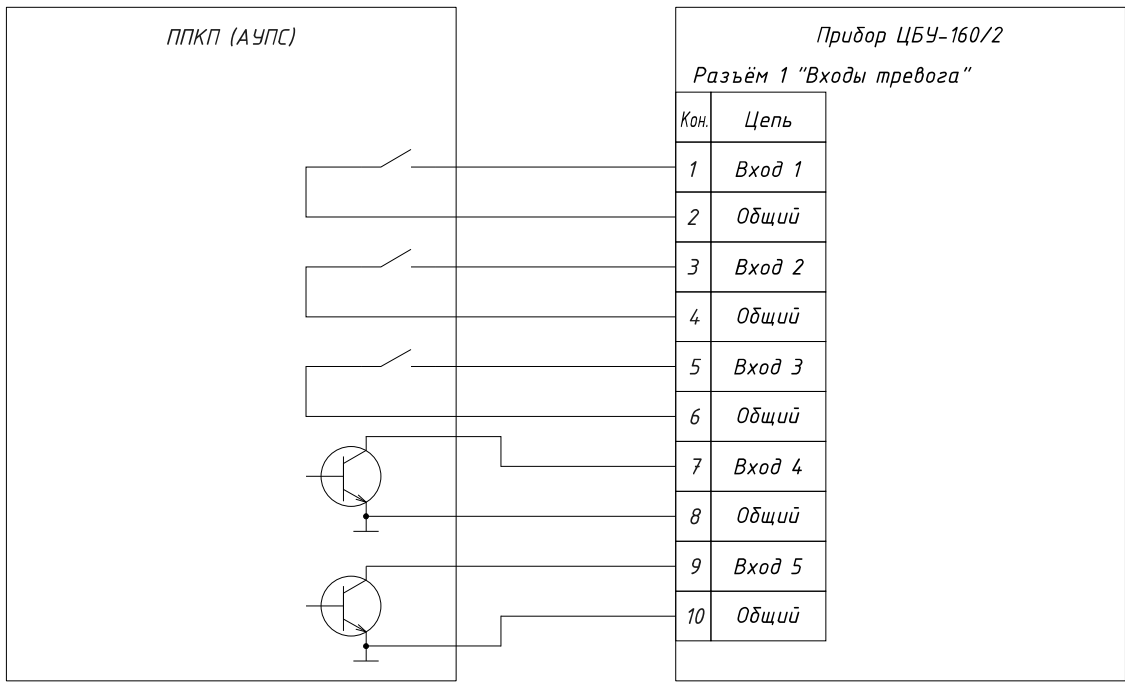 ППКП (АУПС)
Прибор ЦБУ-160/2
Разъём 1 "Входы тревога"
Кон. Цепь
1 Вход 1
2 Общий
3 Вход 2
4 Общий
5 Вход 3
6 Общий
7 Вход 4
8 Общий
9 Вход 5
10 Общий